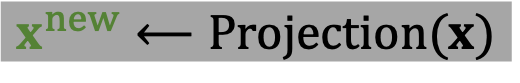 x^new ← Projection(x)